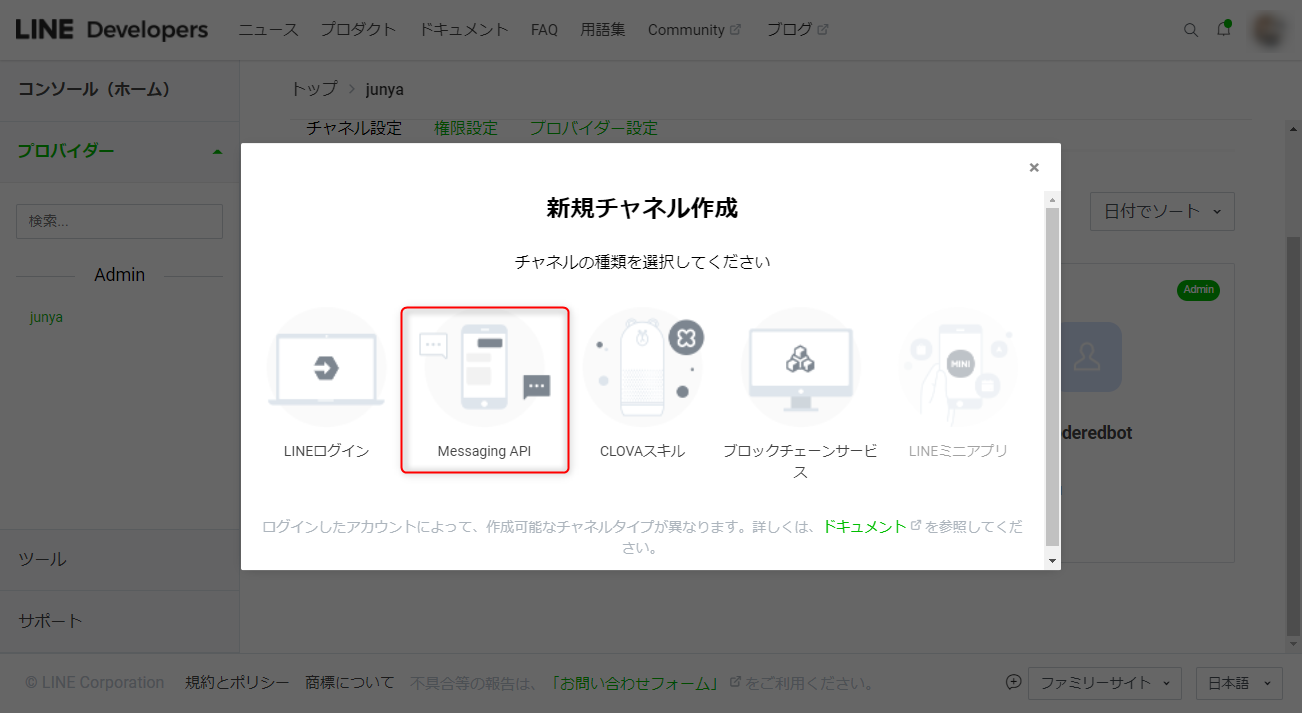 LINE Developers ニュース プロダクト ドキュメント FAQ 用語集 Community ブログ
コンソール（ホーム）
トップ > junya
チャネル設定 権限設定 プロバイダー設定
プロバイダー
検索...
Admin
junya
ツール
サポート
日付でソート
Admin
deredbot
×
新規チャネル作成
チャネルの種類を選択してください
LINEログイン
Messaging API
CLOVAスキル
ブロックチェーンサービ
ス
MINI
LINEミニアプリ
ログインしたアカウントによって、作成可能なチャネルタイプが異なります。詳しくは、ドキュメントを参照してくだ
さい。
© LINE Corporation 規約とポリシー 商標について 不具合等の報告は、「お問い合わせフォーム」をご利用ください。 ファミリーサイト 日本語